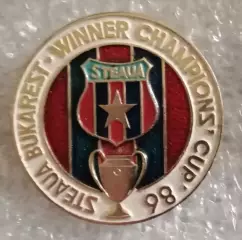 STEAUA BUKAREST • WINNER CHAMPIONS' CUP '86
STEAUA